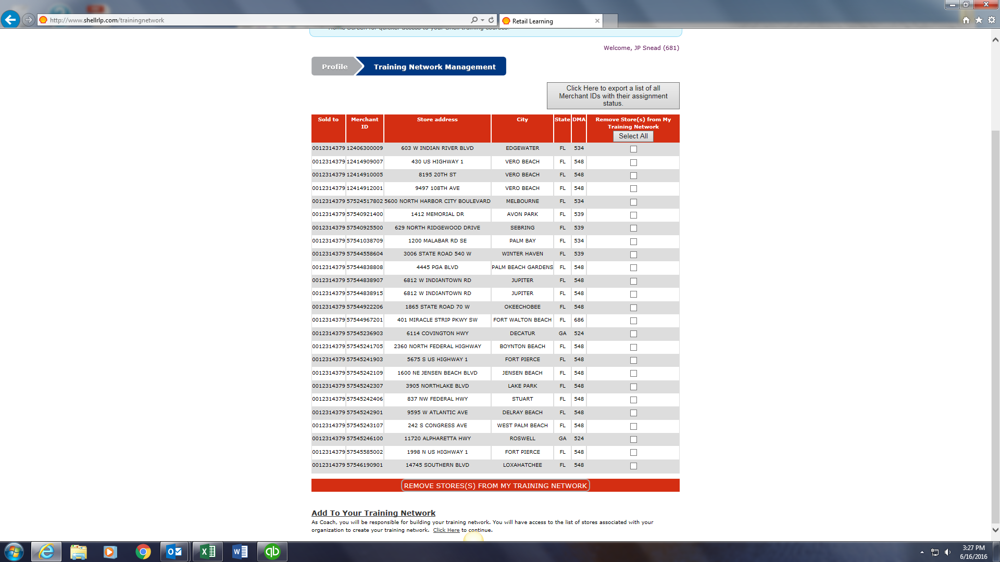 http://www.shellrlp.com/trainingnetwork
Retail Learning
Home Screen for quicker access to your Shell training courses.
Welcome, JP Snead (681)
Profile
Training Network Management
Click Here to export a list of all
Merchant IDs with their assignment
status.
Sold to Merchant ID Store address City State DMA Remove Store(s) from My Training Network
Select All
0012314379 12406300009 603 W INDIAN RIVER BLVD EDGEWATER FL 534
0012314379 12414909007 430 US HIGHWAY 1 VERO BEACH FL 548
0012314379 12414910005 8195 20TH ST VERO BEACH FL 548
0012314379 12414912001 9497 108TH AVE VERO BEACH FL 548
0012314379 57524517802 5600 NORTH HARBOR CITY BOULEVARD MELBOURNE FL 534
0012314379 57540921400 1412 MEMORIAL DR AVON PARK FL 539
0012314379 57540925500 629 NORTH RIDGEWOOD DRIVE SEBRING FL 539
0012314379 57541038709 1200 MALABAR RD SE PALM BAY FL 534
0012314379 57544558604 3006 STATE ROAD 540 W WINTER HAVEN FL 539
0012314379 57544838808 4445 PGA BLVD PALM BEACH GARDENS FL 548
0012314379 57544838907 6812 W INDIANTOWN RD JUPITER FL 548
0012314379 57544838915 6812 W INDIANTOWN RD JUPITER FL 548
0012314379 57544922206 1865 STATE ROAD 70 W OKEECHOBEE FL 548
0012314379 57544967201 401 MIRACLE STRIP PKWY SW FORT WALTON BEACH FL 686
0012314379 57545236903 6114 COVINGTON HWY DECATUR GA 524
0012314379 57545241705 2360 NORTH FEDERAL HIGHWAY BOYNTON BEACH FL 548
0012314379 57545241903 5675 S US HIGHWAY 1 FORT PIERCE FL 548
0012314379 57545242109 1600 NE JENSEN BEACH BLVD JENSEN BEACH FL 548
0012314379 57545242307 3905 NORTHLAKE BLVD LAKE PARK FL 548
0012314379 57545242406 837 NW FEDERAL HWY STUART FL 548
0012314379 57545242901 9595 W ATLANTIC AVE DELRAY BEACH FL 548
0012314379 57545243107 242 S CONGRESS AVE WEST PALM BEACH FL 548
0012314379 57545246100 11720 ALPHARETTA HWY ROSWELL GA 524
0012314379 57545585002 1998 N US HIGHWAY 1 FORT PIERCE FL 548
0012314379 57546190901 14745 SOUTHERN BLVD LOXAHATCHEE FL 548
REMOVE STORES(S) FROM MY TRAINING NETWORK
Add To Your Training Network
As Coach, you will be responsible for building your training network. You will have access to the list of stores associated with your
organization to create your training network. Click Here to continue.
3:27 PM
6/16/2016